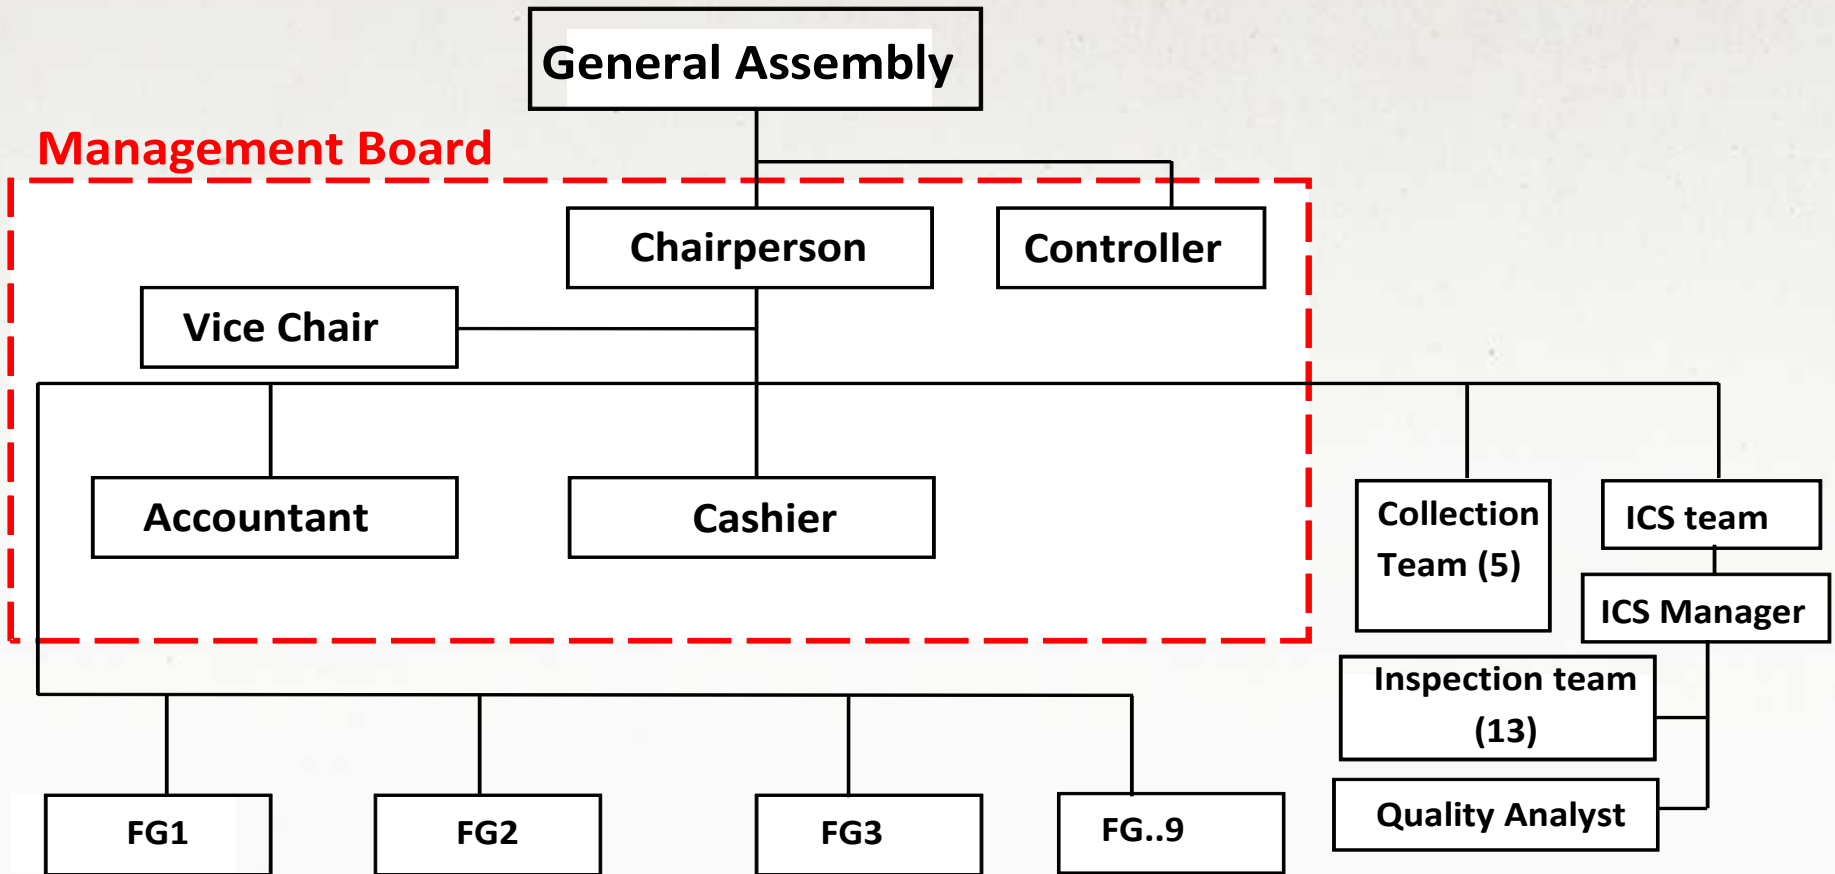 General Assembly
Management Board
Chairperson
Controller
Vice Chair
Accountant
Cashier
Collection
Team (5)
ICS team
ICS Manager
Inspection team
(13)
Quality Analyst
FG1
FG2
FG3
FG..9